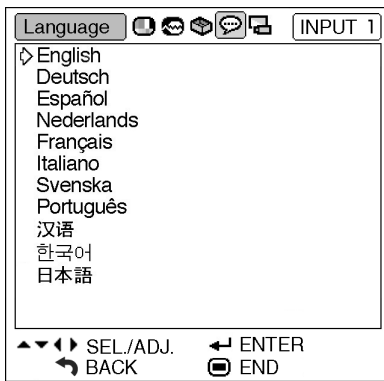 Language INPUT 1
English
Deutsch
Español
Nederlands
Français
Italiano
Svenska
Português
汉语
한국어
日本語
SEL./ADJ. ENTER
BACK END